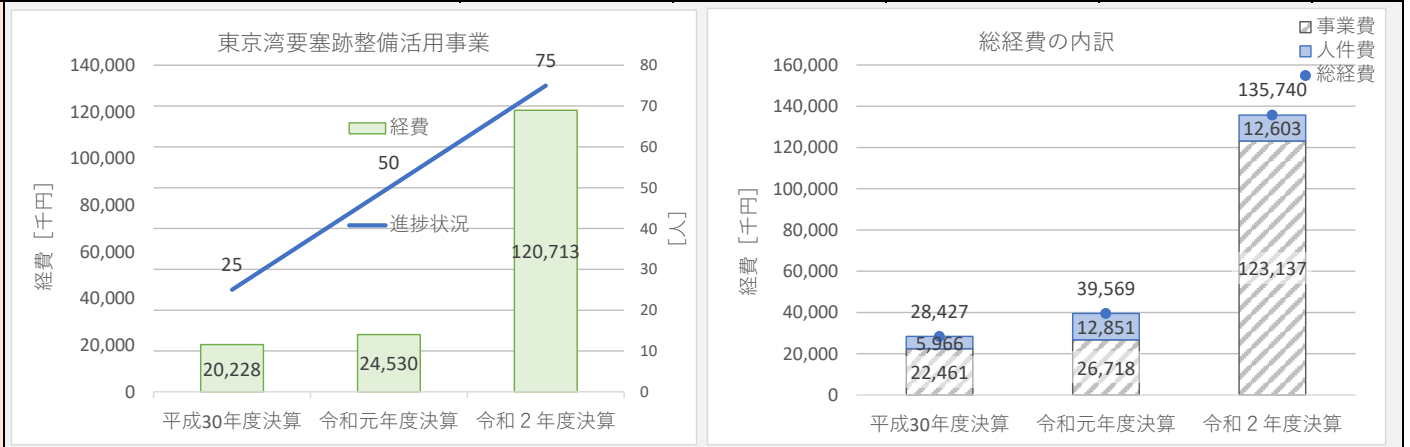 東京湾要塞跡整備活用事業
140,000
120,000
100,000
80,000
60,000
40,000
20,000
0
経費［千円］
80
70
60
50
40
30
20
10
0
[人]
経費
進捗状況
25
50
75
20,228
24,530
120,713
平成30年度決算
令和元年度決算
令和２年度決算
総経費の内訳
事業費
人件費
総経費
160,000
140,000
120,000
100,000
80,000
60,000
40,000
20,000
0
経費［千円］
28,427
5,966
22,461
39,569
12,851
26,718
135,740
12,603
123,137
平成30年度決算
令和元年度決算
令和２年度決算